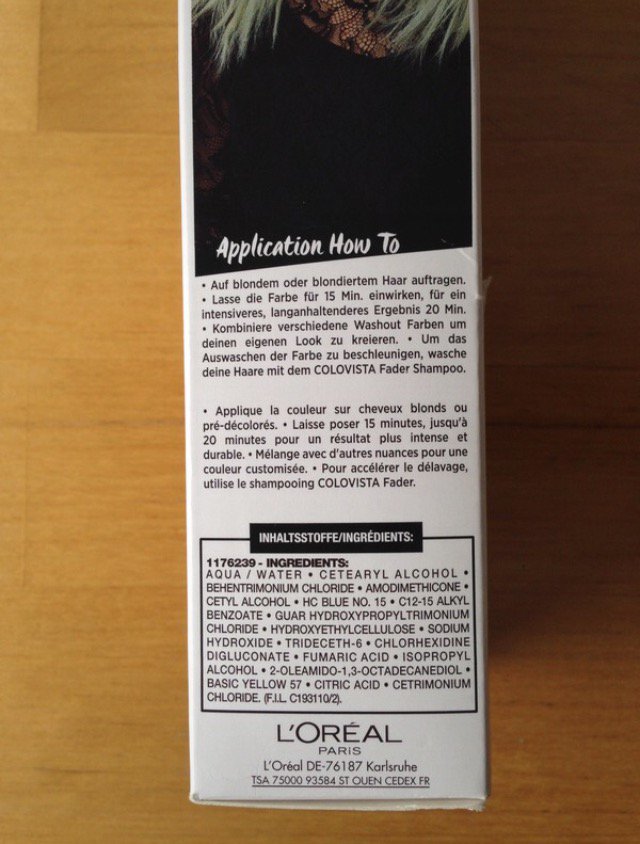 Application How To
• Auf blondem oder blondiertem Haar auftragen.
• Lasse die Farbe für 15 Min. einwirken, für ein
intensiveres, langanhaltenderes Ergebnis 20 Min.
• Kombiniere verschiedene Washout Farben um
deinen eigenen Look zu kreieren. • Um das
Auswaschen der Farbe zu beschleunigen, wasche
deine Haare mit dem COLOVISTA Fader Shampoo.
• Applique la couleur sur cheveux blonds ou
pré-décolorés. • Laisse poser 15 minutes, jusqu'à
20 minutes pour un résultat plus intense et
durable. • Mélange avec d'autres nuances pour une
couleur customisée. • Pour accélérer le délavage,
utilise le shampooing COLOVISTA Fader.
INHALTSSTOFFE/INGRÉDIENTS:
1176239 - INGREDIENTS:
AQUA / WATER • CETEARYL ALCOHOL •
BEHENTRIMONIUM CHLORIDE • AMODIMETHICONE •
CETYL ALCOHOL • HC BLUE NO. 15 • C12-15 ALKYL
BENZOATE • GUAR HYDROXYPROPYLTRIMONIUM
CHLORIDE • HYDROXYETHYLCELLULOSE • SODIUM
HYDROXIDE • TRIDECETH-6 • CHLORHEXIDINE
DIGLUCONATE • FUMARIC ACID • ISOPROPYL
ALCOHOL • 2-OLEAMIDO-1,3-OCTADECANEDIOL •
BASIC YELLOW 57 • CITRIC ACID • CETRIMONIUM
CHLORIDE. (F.I.L. C193110/2).
L'ORÉAL
PARIS
L'Oréal DE-76187 Karlsruhe
TSA 75000 93584 ST OUEN CEDEX FR